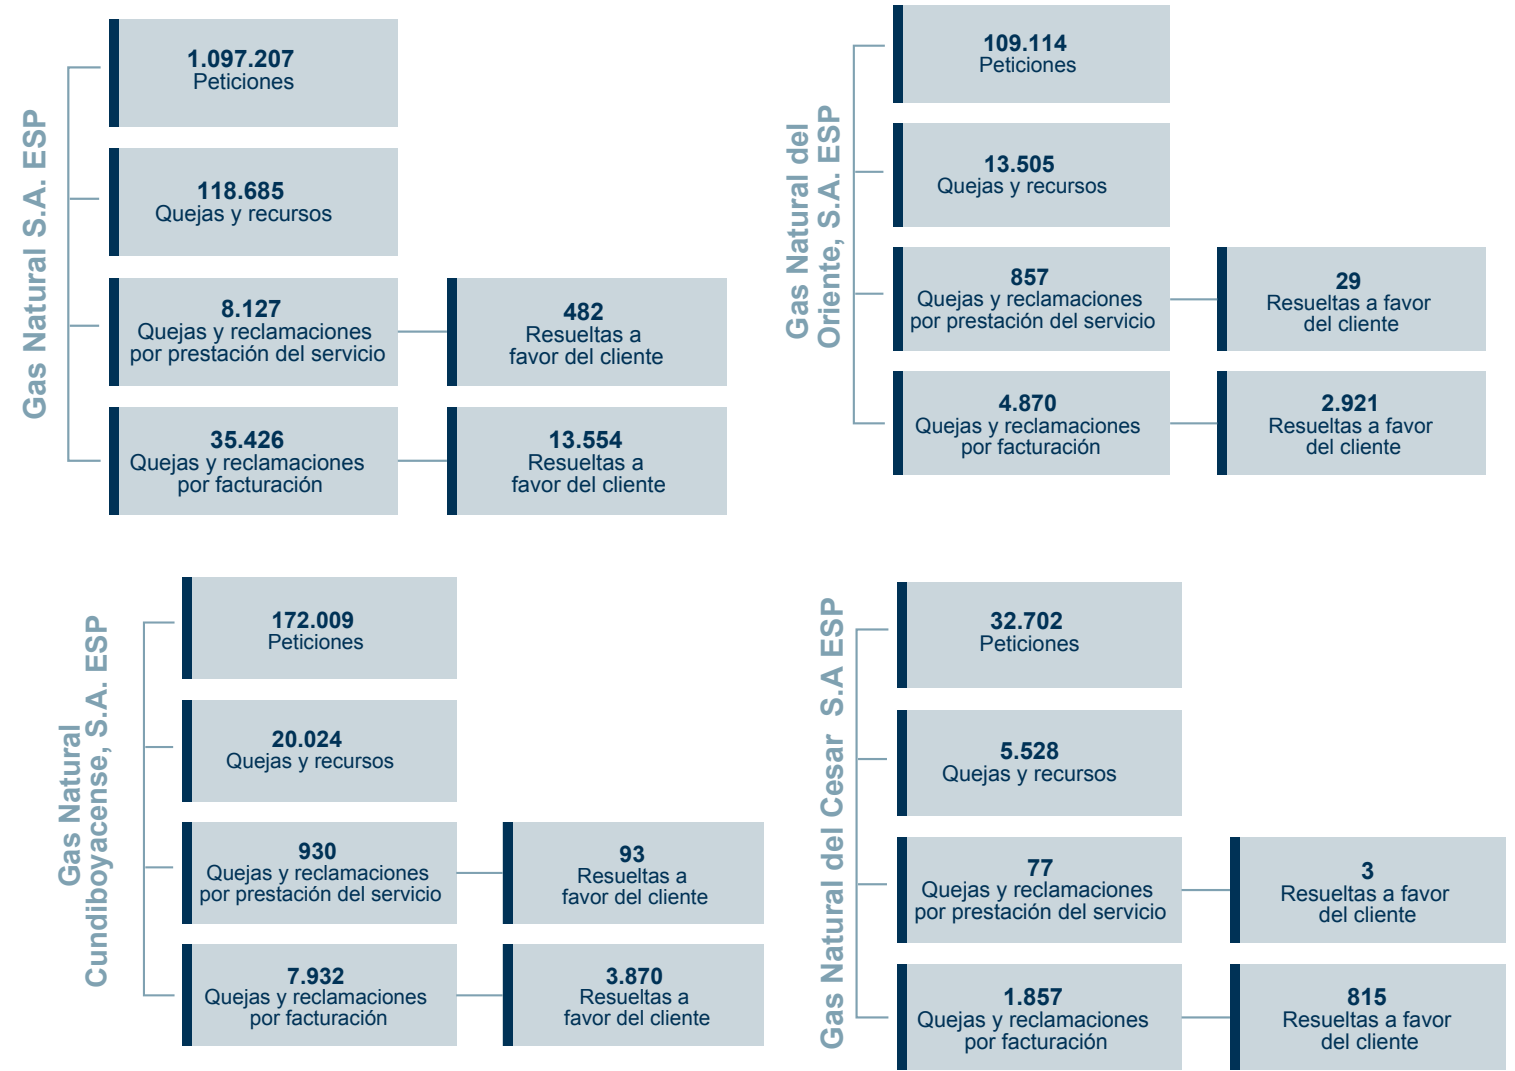 Gas Natural S.A. ESP
1.097.207
Peticiones
118.685
Quejas y recursos
8.127
Quejas y reclamaciones
por prestación del servicio
482
Resueltas a
favor del cliente
35.426
Quejas y reclamaciones
por facturación
13.554
Resueltas a
favor del cliente
Gas Natural del
Oriente, S.A. ESP
109.114
Peticiones
13.505
Quejas y recursos
857
Quejas y reclamaciones
por prestación del servicio
29
Resueltas a favor
del cliente
4.870
Quejas y reclamaciones
por facturación
2.921
Resueltas a favor
del cliente
Gas Natural
Cundiboyacense, S.A. ESP
172.009
Peticiones
20.024
Quejas y recursos
930
Quejas y reclamaciones
por prestación del servicio
93
Resueltas a
favor del cliente
7.932
Quejas y reclamaciones
por facturación
3.870
Resueltas a
favor del cliente
Gas Natural del Cesar S.A ESP
32.702
Peticiones
5.528
Quejas y recursos
77
Quejas y reclamaciones
por prestación del servicio
3
Resueltas a favor
del cliente
1.857
Quejas y reclamaciones
por facturación
815
Resueltas a favor
del cliente